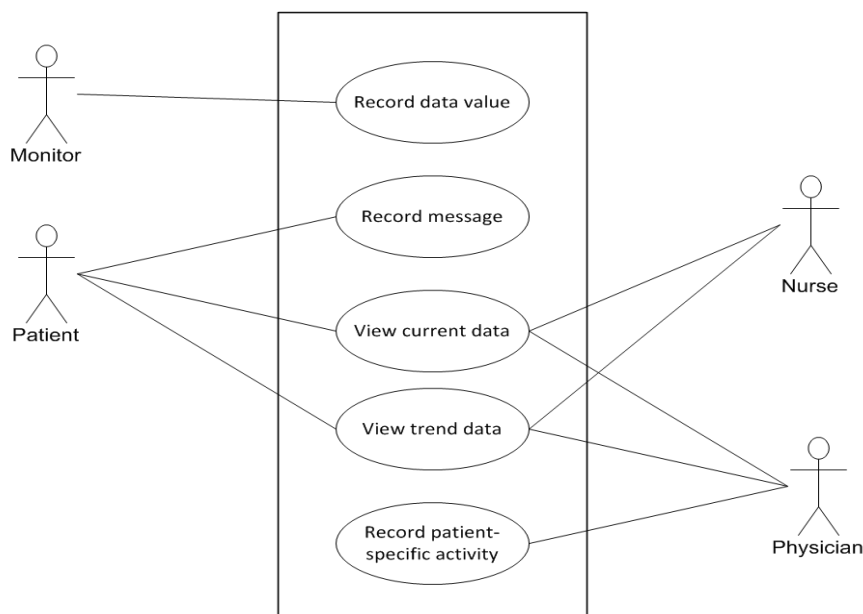 Record data value
Monitor
Record message
Patient
Nurse
View current data
View trend data
Record patient-
specific activity
Physician